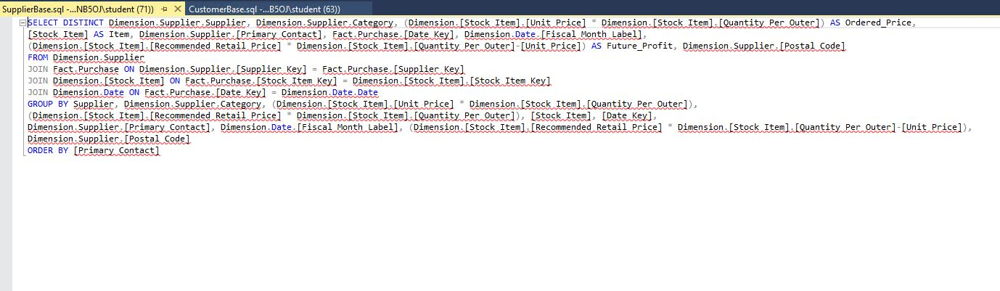 SupplierBase.sql -...NB5OJ\student (71)) CustomerBase.sql -...B5OJ\student (63))
SELECT DISTINCT Dimension.Supplier.Supplier, Dimension.Supplier.Category, (Dimension.[Stock Item].[Unit Price] * Dimension.[Stock Item].[Quantity Per Outer]) AS Ordered_Price,
[Stock Item] AS Item, Dimension.Supplier.[Primary Contact], Fact.Purchase.[Date Key], Dimension.Date.[Fiscal Month Label],
(Dimension.[Stock Item].[Recommended Retail Price] * Dimension.[Stock Item].[Quantity Per Outer]-[Unit Price]) AS Future_Profit, Dimension.Supplier.[Postal Code]
FROM Dimension.Supplier
JOIN Fact.Purchase ON Dimension.Supplier.[Supplier Key] = Fact.Purchase.[Supplier Key]
JOIN Dimension.[Stock Item] ON Fact.Purchase.[Stock Item Key] = Dimension.[Stock Item].[Stock Item Key]
JOIN Dimension.Date ON Fact.Purchase.[Date Key] = Dimension.Date.Date
GROUP BY Supplier, Dimension.Supplier.Category, (Dimension.[Stock Item].[Unit Price] * Dimension.[Stock Item].[Quantity Per Outer]),
(Dimension.[Stock Item].[Recommended Retail Price] * Dimension.[Stock Item].[Quantity Per Outer]), [Stock Item], [Date Key],
Dimension.Supplier.[Primary Contact], Dimension.Date.[Fiscal Month Label], (Dimension.[Stock Item].[Recommended Retail Price] * Dimension.[Stock Item].[Quantity Per Outer]-[Unit Price]),
Dimension.Supplier.[Postal Code]
ORDER BY [Primary Contact]